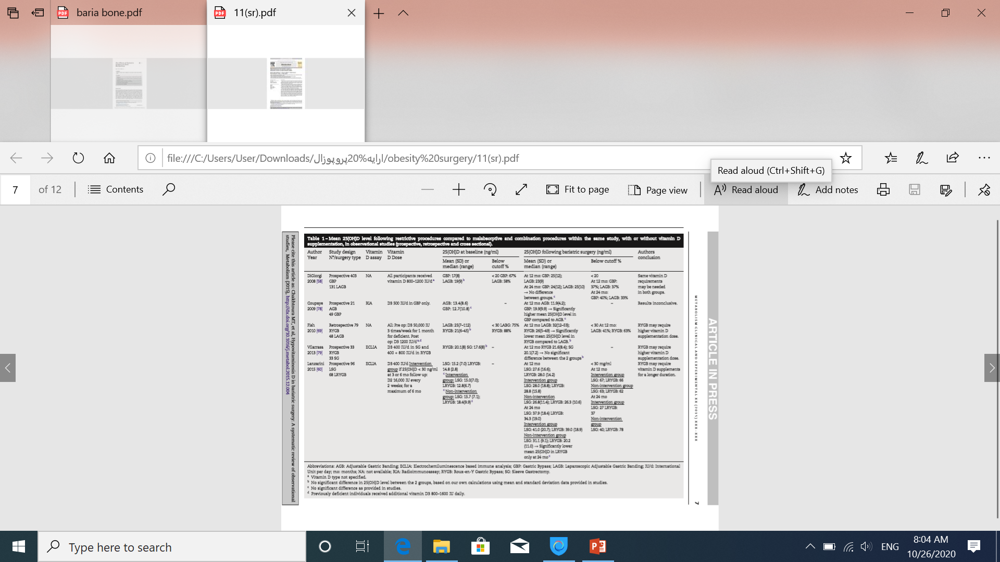 baria bone.pdf
11(sr).pdf
file:///C:/Users/User/Downloads/ارایه%20پروپوزال/obesity%20surgery/11(sr).pdf
Read aloud (Ctrl+Shift+G)
7 of 12
Contents
Fit to page
Page view
Read aloud
Add notes
Please cite this article as: Chakhtoura MT, et al, Hypovitaminosis D in bariatric surgery: A systematic review of observational
studies, Metabolism (2015), http://dx.doi.org/10.1016/j.metabol.2015.12.004
Table 1 – Mean 25(OH)D level following restrictive procedures compared to malabsorptive and combination procedures within the same study, with or without vitamin D
supplementation, in observational studies (prospective, retrospective and cross sectional).
Author
Year
Study design
N°/surgery type
Vitamin
D assay
Vitamin
D Dose
25(OH)D at baseline (ng/ml)
Mean (SD) or
median (range)
Below
cutoff %
25(OH)D following bariatric surgery (ng/ml)
Mean (SD) or
median (range)
Below cutoff %
Authors
conclusion
DiGiorgi
2008 [58]
Prospective 403
GBP
131 LAGB
NA
All participants received
vitamin D 800–1200 IU/d a
GBP: 17(8)
LAGB: 19(9) b
< 20 GBP: 67%
LAGB: 58%
At 12 mo: GBP: 25(12);
LAGB: 23(9)
At 24 mo: GBP: 24(12); LAGB: 25(10)
→ No difference
between groups. c
< 20
At 12 mo: GBP:
37%; LAGB: 37%
At 24 mo:
GBP: 40%; LAGB: 33%
Same vitamin D
requirements
may be needed
in both groups.
Coupaye
2009 [78]
Prospective 21
AGB
49 GBP
RIA
D3 500 IU/d in GBP only.
AGB: 13.4(8.6)
GBP: 12.7(10.8) c
–
At 12 mo AGB: 11.9(4.2);
GBP: 19.9(9.9) → Significantly
higher mean 25(OH)D level in
GBP compared to AGB. c
–
Results inconclusive.
Fish
2010 [69]
Retrospective 79
RYGB
48 LAGB
NA
All: Pre op: D3 50,000 IU
3 times/week for 1 month
for deficient. Post
op: D3 1200 IU/d a,d
LAGB: 25(7–112)
RYGB: 21(6–45) b
< 30 LABG: 75%
RYGB: 88%
At 12 mo LAGB: 32(12–53);
RYGB: 26(5–49) → Significantly
lower mean 25(OH)D level in
RYGB compared to LAGB. b
< 30 At 12 mo:
LAGB: 41%; RYGB: 63%
RYGB may require
higher vitamin D
supplementation dose.
Vilarrasa
2013 [79]
Prospective 33
RYGB
33 SG
ECLIA
D3 400 IU/d in SG and
400 + 800 IU/d in RYGB
RYGB: 20.1(8) SG: 17.6(8) b
–
At 12 mo RYGB 21.6(8.4); SG
20.1(7.2) → No significant
difference between the 2 groups b
–
RYGB may require
higher vitamin D
supplementation dose.
Lanzarini
2015 [60]
Prospective 96
LSG
68 LRYGB
ECLIA
D3 400 IU/d Intervention
group if 25(OH)D < 30 ng/ml
at 3 or 6 mo follow up:
D2 16,000 IU every
2 weeks; for a
maximum of 6 mo
LSG: 15.2 (7.0) LRYGB:
14.8 (2.8)
c Intervention
group: LSG: 15.0(7.0);
LRYGB: 12.8(6.7)
c Non-intervention
group: LSG: 15.7 (7.1);
LRYGB: 18.4(9.9) c
–
At 12 mo
LSG: 27.6 (16.6);
LRYGB: 28.0 (14.2)
Intervention group
LSG: 28.0 (18.8); LRYGB:
28.8 (15.8)
Non-intervention
LSG: 26.8(11.4); LRYGB: 26.3 (10.6)
At 24 mo
LSG: 37.9 (18.4) LRYGB:
34.3 (19.0)
Intervention group
LSG: 41.0 (20.7); LRYGB: 39.0 (18.9)
Non-intervention group
LSG: 31.1 (9.1); LRYGB: 20.2
(11.0) → Significantly lower
mean 25(OH)D in LRYGB
only at 24 mo c
< 30 mg/ml
At 12 mo
Intervention group
LSG: 67; LRYGB: 66
Non-intervention group
LSG: 63; LRYGB: 62
At 24 mo
Intervention group
LSG: 27 LRYGB:
37
Non-intervention
group
LSG: 40; LRYGB: 78
RYGB may require
vitamin D supplements
for a longer duration.
Abbreviations: AGB: Adjustable Gastric Banding; ECLIA: Electrochemiluminescence based immune analysis; GBP: Gastric Bypass; LAGB: Laparoscopic Adjustable Gastric Banding; IU/d: International
Unit per day; mo: months; NA: not available; RIA: Radioimmunoassay; RYGB: Roux-en-Y Gastric Bypass; SG: Sleeve Gastrectomy.
a Vitamin D type not specified.
b No significant difference in 25(OH)D level between the 2 groups, based on our own calculations using mean and standard deviation data provided in studies.
c No significant difference as provided in studies.
d Previously deficient individuals received additional vitamin D3 800–1600 IU daily.
METABOLISM CLINICAL AND EXPERIMENTAL XX (2015) XXX–XXX
7
ARTICLE IN PRESS
Type here to search
ENG
8:04 AM
10/26/2020